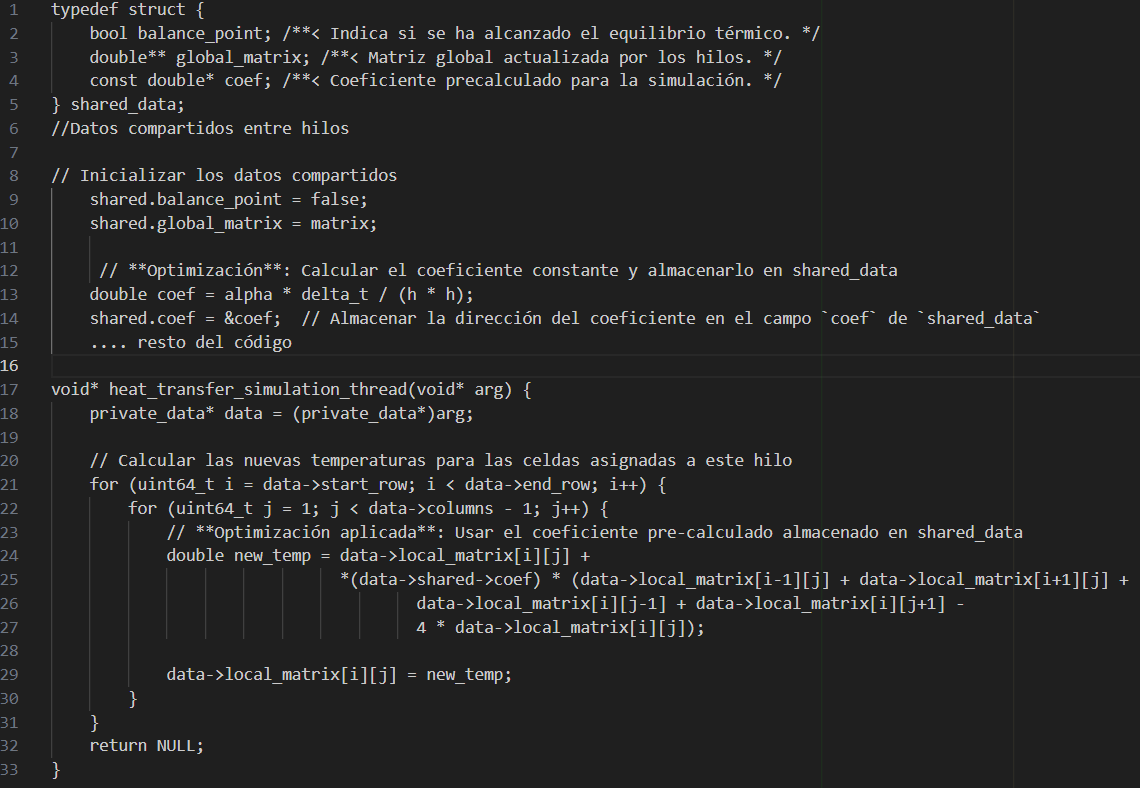 1 typedef struct {
2 bool balance_point; /**< Indica si se ha alcanzado el equilibrio térmico. */
3 double** global_matrix; /**< Matriz global actualizada por los hilos. */
4 const double* coef; /**< Coeficiente precalculado para la simulación. */
5 } shared_data;
6 //Datos compartidos entre hilos
7
8 // Inicializar los datos compartidos
9 shared.balance_point = false;
10 shared.global_matrix = matrix;
11
12 // **Optimización**: Calcular el coeficiente constante y almacenarlo en shared_data
13 double coef = alpha * delta_t / (h * h);
14 shared.coef = &coef;  // Almacenar la dirección del coeficiente en el campo `coef` de `shared_data`
15 .... resto del código
16
17 void* heat_transfer_simulation_thread(void* arg) {
18 private_data* data = (private_data*)arg;
19
20 // Calcular las nuevas temperaturas para las celdas asignadas a este hilo
21 for (uint64_t i = data->start_row; i < data->end_row; i++) {
22 for (uint64_t j = 1; j < data->columns - 1; j++) {
23 // **Optimización aplicada**: Usar el coeficiente pre-calculado almacenado en shared_data
24 double new_temp = data->local_matrix[i][j] +
25 *(data->shared->coef) * (data->local_matrix[i-1][j] + data->local_matrix[i+1][j] +
26 data->local_matrix[i][j-1] + data->local_matrix[i][j+1] -
27 4 * data->local_matrix[i][j]);
28
29 data->local_matrix[i][j] = new_temp;
30 }
31 }
32 return NULL;
33 }